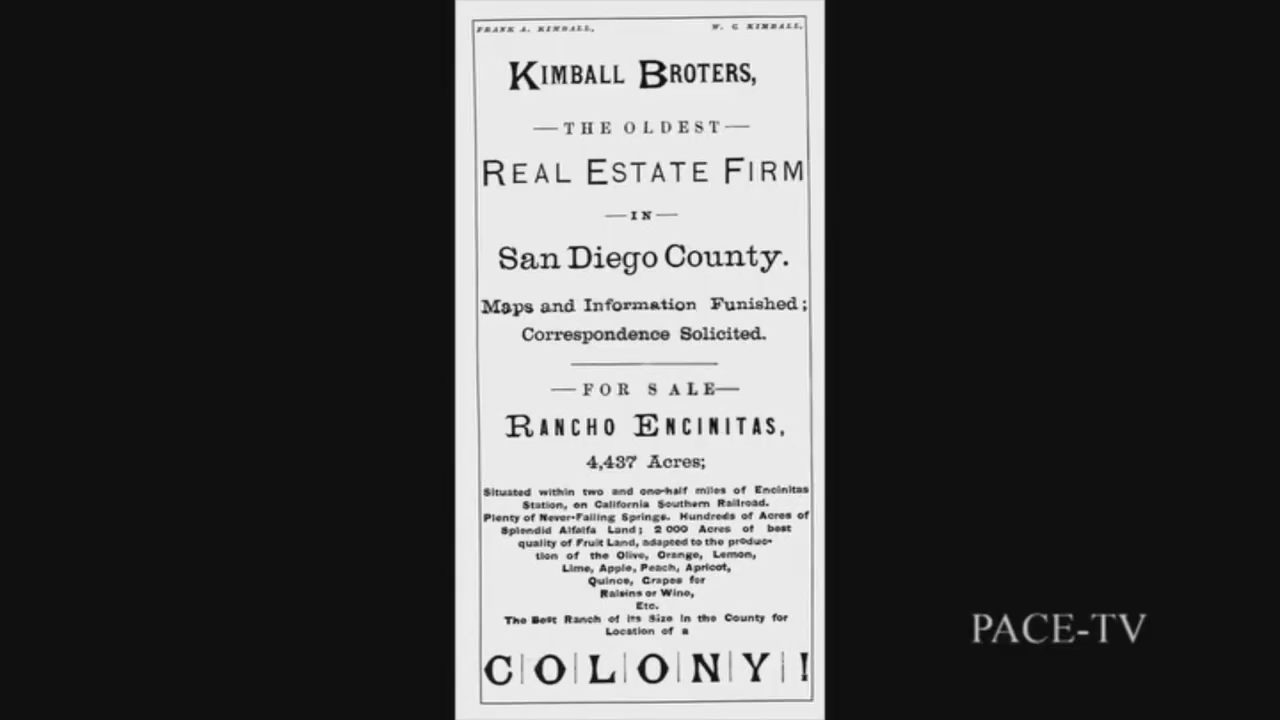 FRANK A. KIMBALL, W. C KIMBALL,
KIMBALL BROTERS,
—THE OLDEST—
REAL ESTATE FIRM
—IN—
San Diego County.
Maps and Information Funished;
Correspondence Solicited.
—FOR SALE—
RANCHO ENCINITAS,
4,437 Acres;
Situated within two and one-half miles of Encinitas
Station, on California Southern Railroad.
Plenty of Never-Failing Springs. Hundreds of Acres of
Splendid Alfalfa Land; 2 000 Acres of best
quality of Fruit Land, adapted to the produc-
tion of the Olive, Orange, Lemon,
Lime, Apple, Peach, Apricot,
Quince, Grapes for
Raisins or Wine,
Etc.
The Best Ranch of its Size in the County for
Location of a
C|O|L|O|N|Y|!
PACE-TV